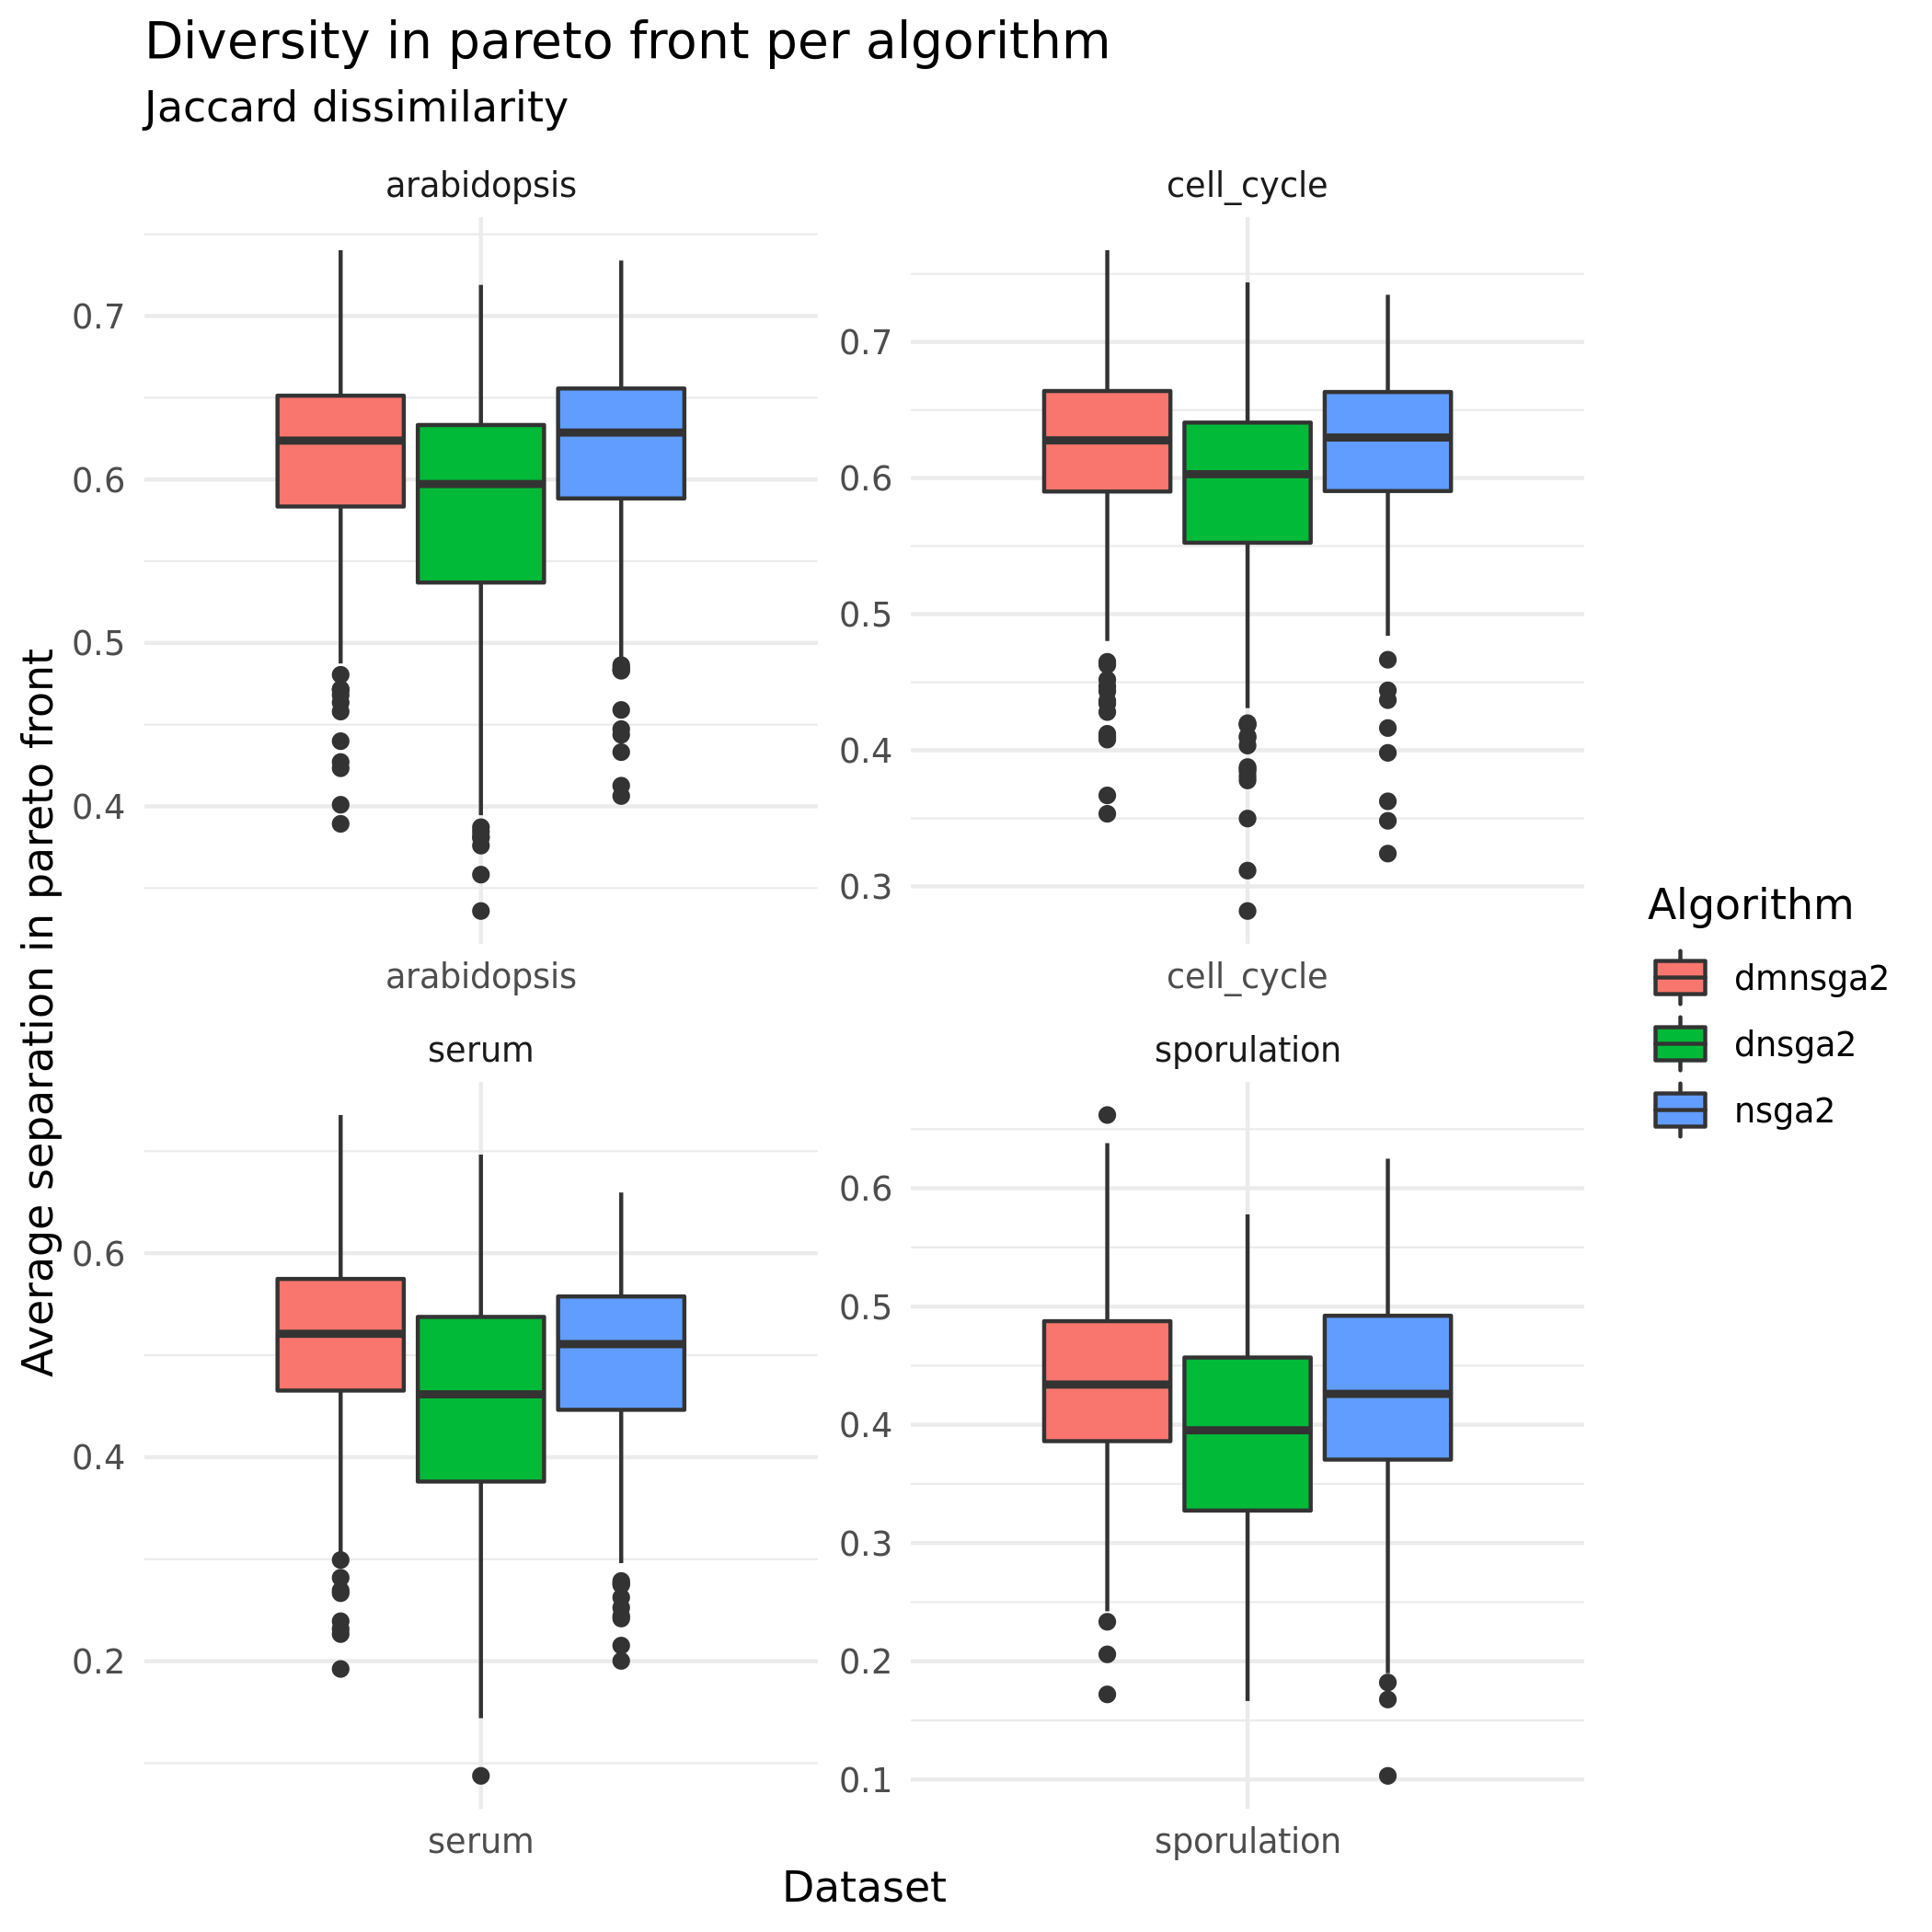 Diversity in pareto front per algorithm
Jaccard dissimilarity
Average separation in pareto front
arabidopsis
0.7
0.6
0.5
0.4
arabidopsis
cell_cycle
0.7
0.6
0.5
0.4
0.3
cell_cycle
serum
0.6
0.4
0.2
serum
sporulation
0.6
0.5
0.4
0.3
0.2
0.1
sporulation
Dataset
Algorithm
dmnsga2
dnsga2
nsga2